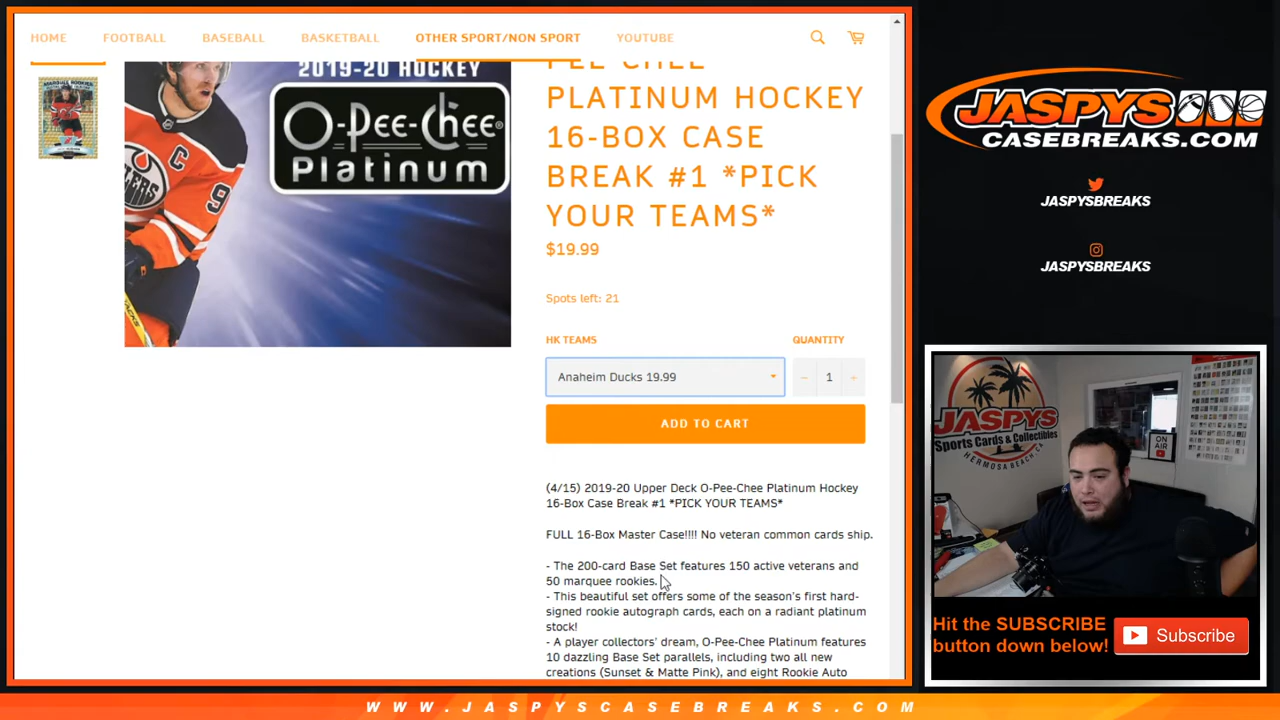 HOME FOOTBALL BASEBALL BASKETBALL OTHER SPORT/NON SPORT YOUTUBE
2019-20 HOCKEY
O-Pee-Chee®
Platinum
C
9
PEE CHEE
PLATINUM HOCKEY
16-BOX CASE
BREAK #1 *PICK
YOUR TEAMS*
$19.99
Spots left: 21
HK TEAMS QUANTITY
Anaheim Ducks 19.99 − 1 +
ADD TO CART
(4/15) 2019-20 Upper Deck O-Pee-Chee Platinum Hockey
16-Box Case Break #1 *PICK YOUR TEAMS*
FULL 16-Box Master Case!!!! No veteran common cards ship.
- The 200-card Base Set features 150 active veterans and
50 marquee rookies.
- This beautiful set offers some of the season's first hard-
signed rookie autograph cards, each on a radiant platinum
stock!
- A player collectors' dream, O-Pee-Chee Platinum features
10 dazzling Base Set parallels, including two all new
creations (Sunset & Matte Pink), and eight Rookie Auto
JASPYS
CASEBREAKS.COM
JASPYSBREAKS
JASPYSBREAKS
JASPYS
Sports Cards & Collectibles
HERMOSA BEACH CA
ON
AIR
Hit the SUBSCRIBE
button down below!
Subscribe
WWW.JASPYSCASEBREAKS.COM